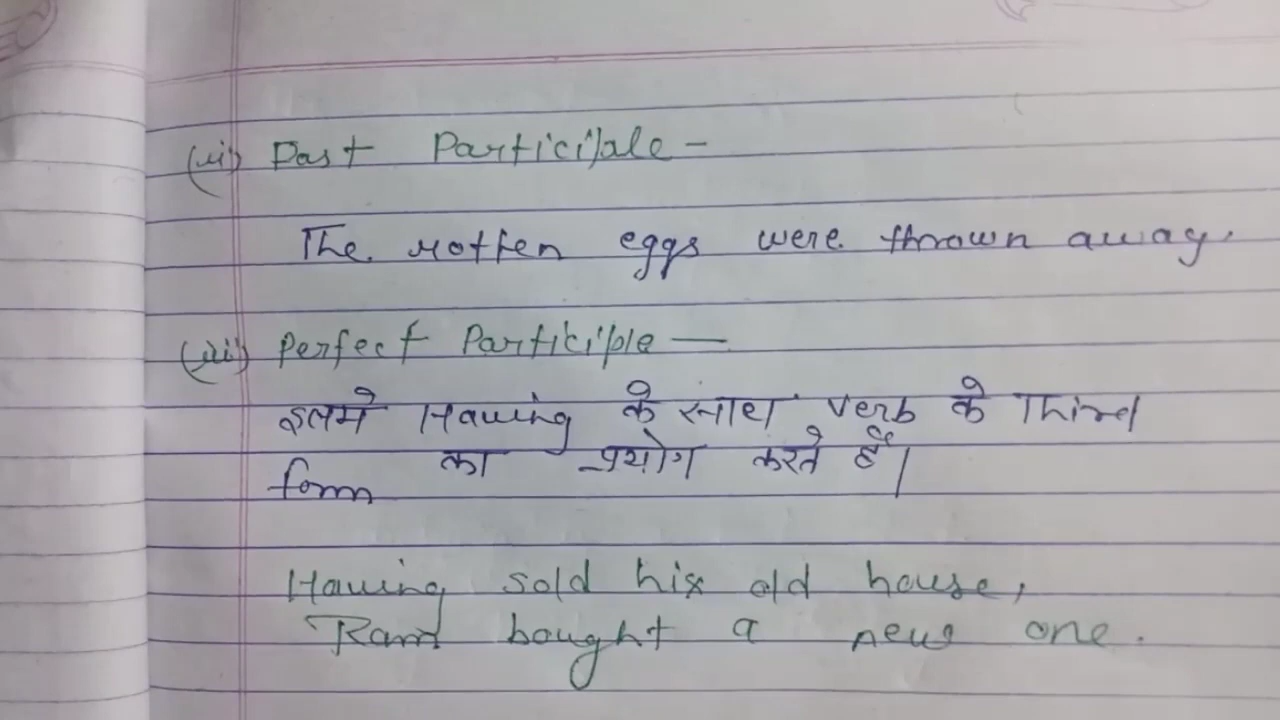 (ii) Past Participale -
The rotten eggs were thrown away.
(iii) Perfect Participle —
इसमे Having के साथ verb के Third
form का प्रयोग करते हैं।
Having sold his old house,
Ram bought a new one.